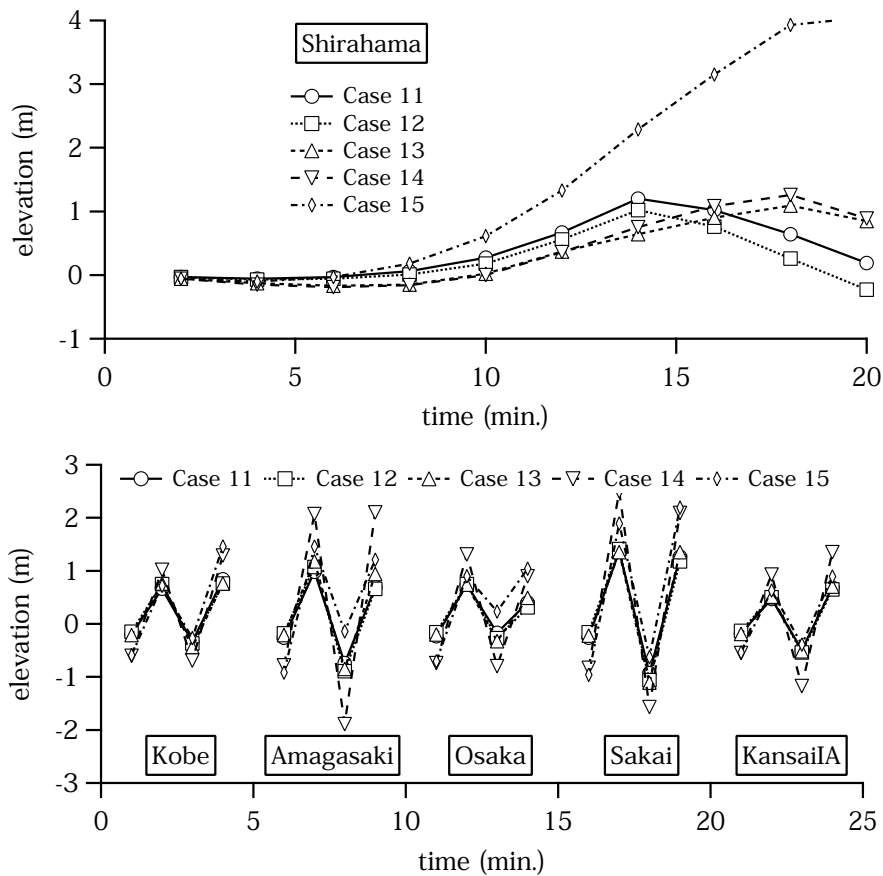 4
3
2
1
0
-1
elevation (m)
Shirahama
Case 11
Case 12
Case 13
Case 14
Case 15
0 5 10 15 20
time (min.)
3
2
1
0
-1
-2
-3
elevation (m)
Case 11 Case 12 Case 13 Case 14 Case 15
Kobe Amagasaki Osaka Sakai KansaiIA
0 5 10 15 20 25
time (min.)